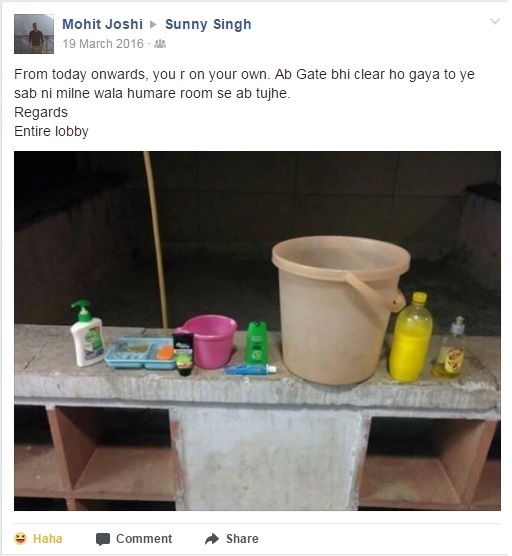 Mohit Joshi ▸ Sunny Singh
19 March 2016 ·
From today onwards, you r on your own. Ab Gate bhi clear ho gaya to ye
sab ni milne wala humare room se ab tujhe.
Regards
Entire lobby
Haha Comment Share